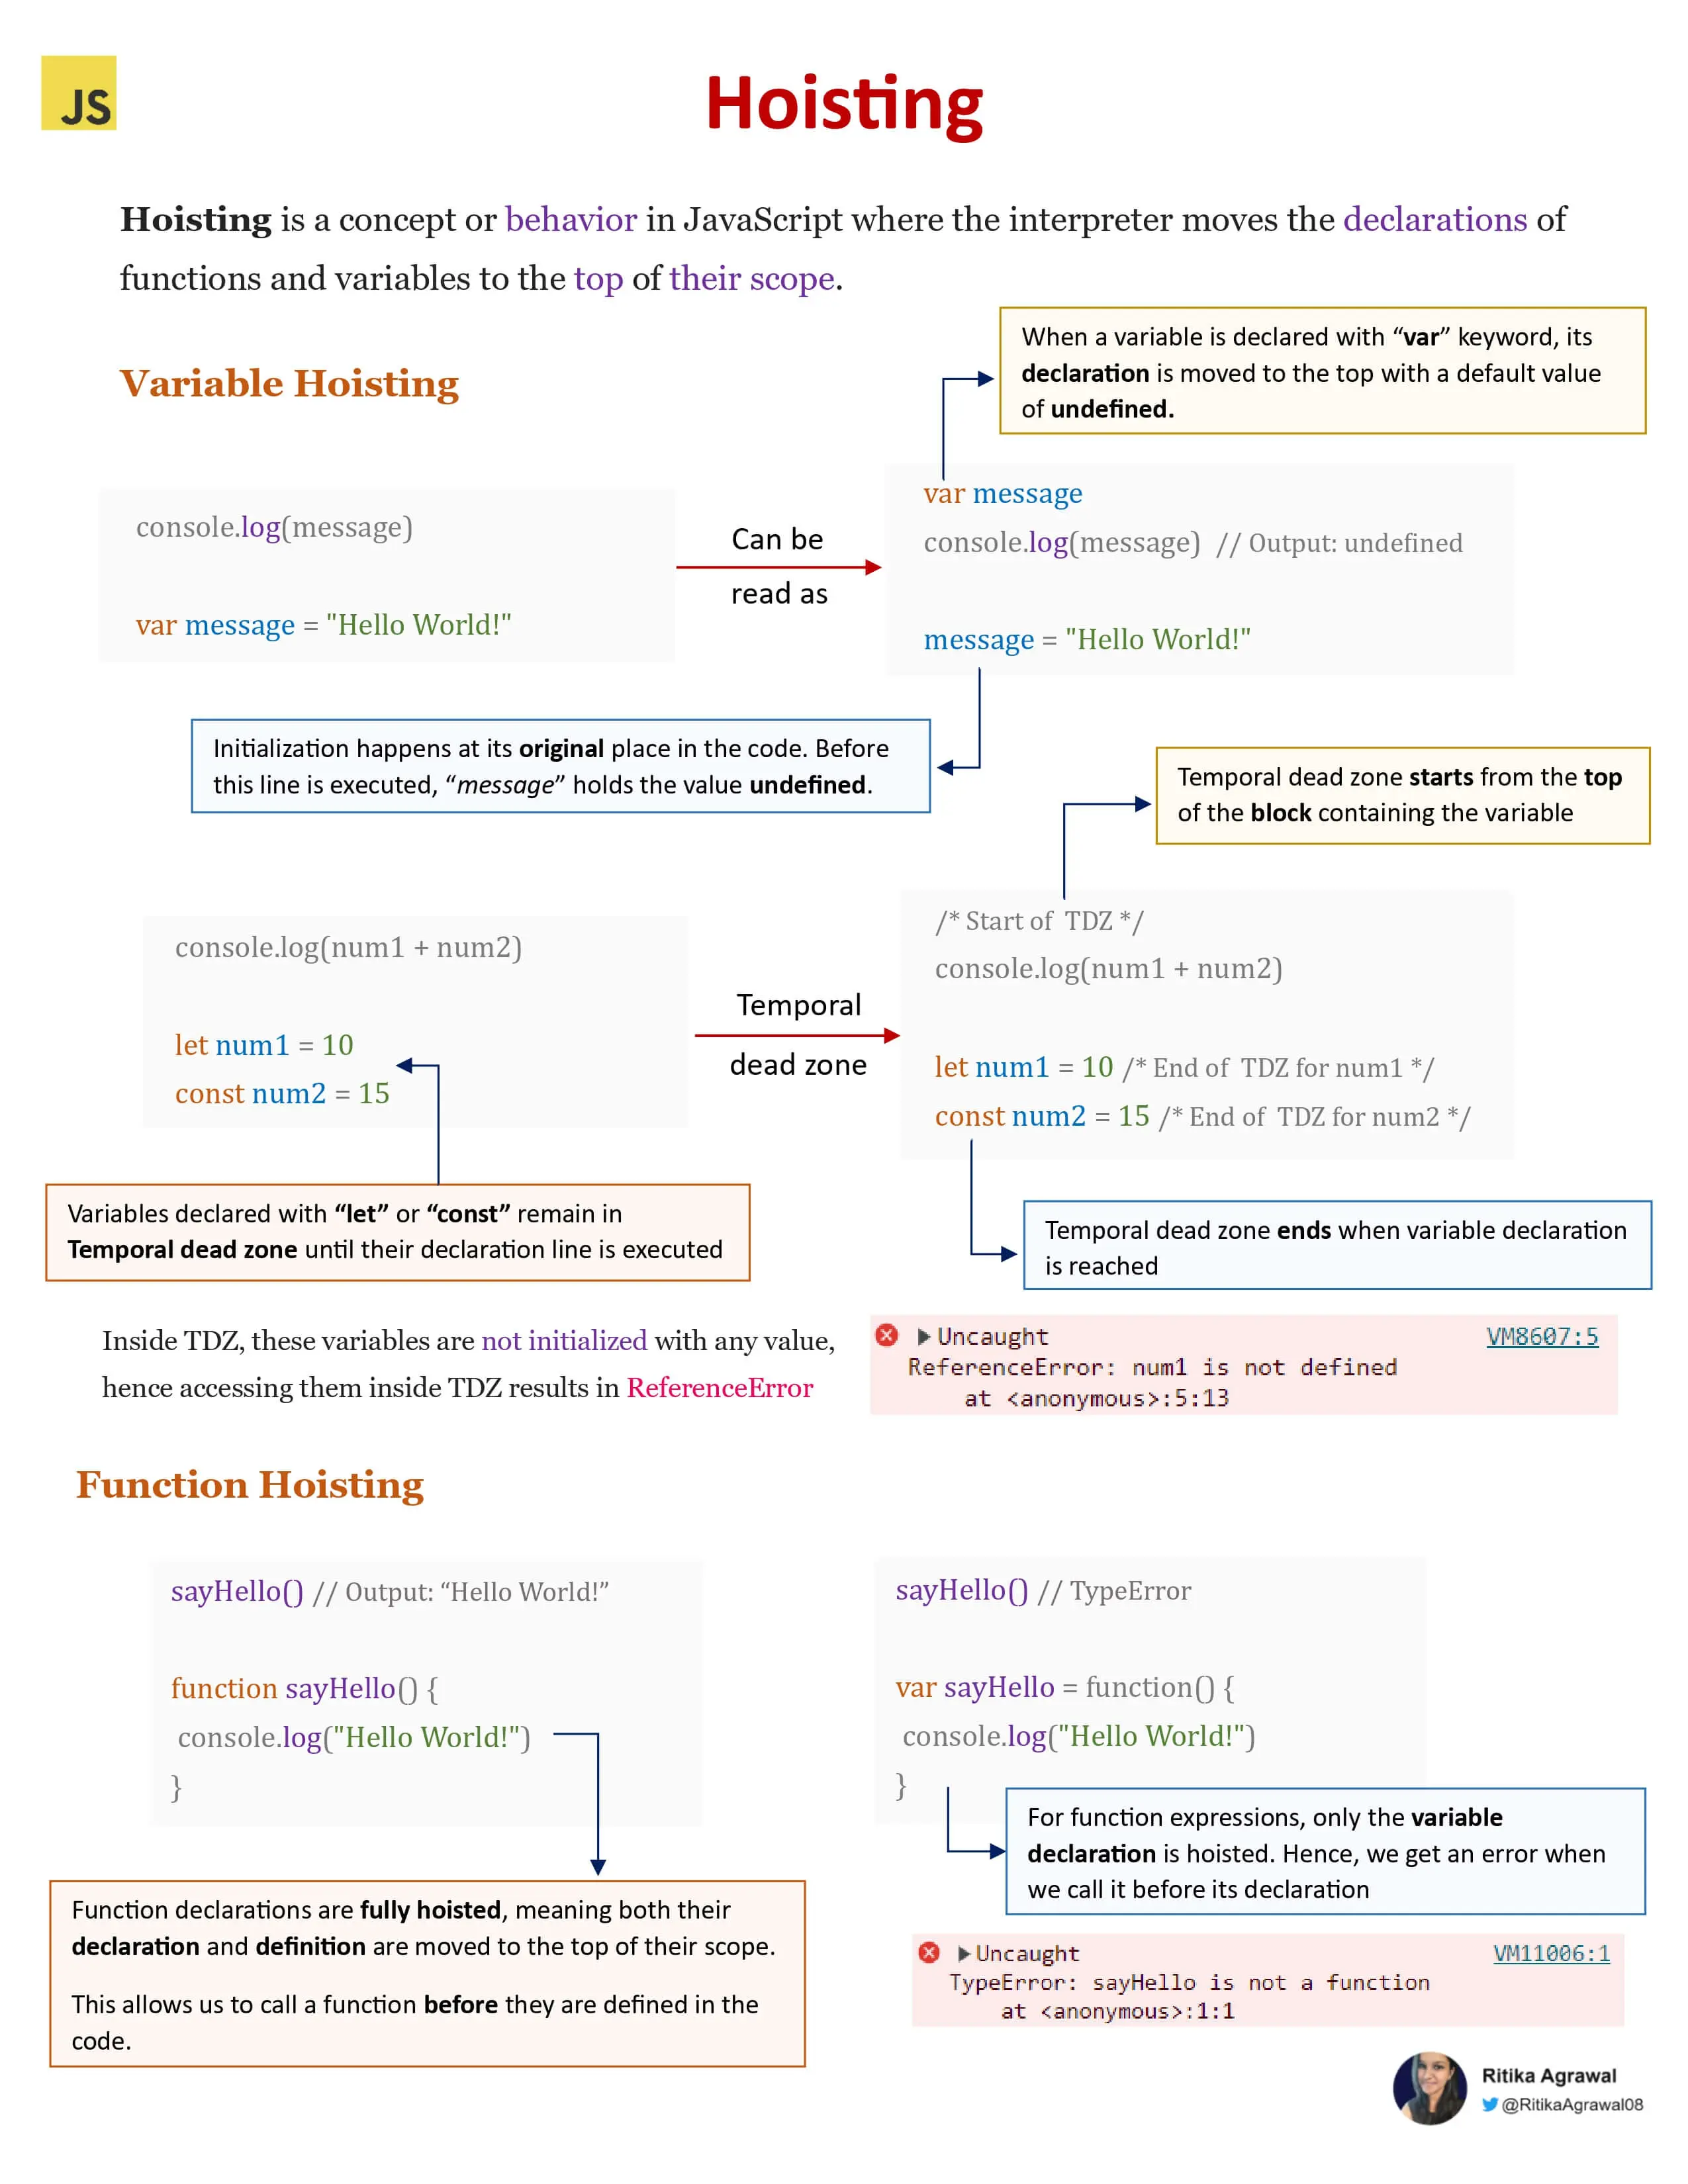 JS
Hoisting
Hoisting is a concept or behavior in JavaScript where the interpreter moves the declarations of
functions and variables to the top of their scope.
When a variable is declared with “var” keyword, its
declaration is moved to the top with a default value
of undefined.
Variable Hoisting
console.log(message)
var message = "Hello World!"
Can be
read as
var message
console.log(message) // Output: undefined
message = "Hello World!"
Initialization happens at its original place in the code. Before
this line is executed, “message” holds the value undefined.
Temporal dead zone starts from the top
of the block containing the variable
console.log(num1 + num2)
let num1 = 10
const num2 = 15
Temporal
dead zone
/* Start of TDZ */
console.log(num1 + num2)
let num1 = 10 /* End of TDZ for num1 */
const num2 = 15 /* End of TDZ for num2 */
Variables declared with “let” or “const” remain in
Temporal dead zone until their declaration line is executed
Temporal dead zone ends when variable declaration
is reached
Inside TDZ, these variables are not initialized with any value,
hence accessing them inside TDZ results in ReferenceError
Uncaught VM8607:5
ReferenceError: num1 is not defined
at <anonymous>:5:13
Function Hoisting
sayHello() // Output: “Hello World!”
function sayHello() {
console.log("Hello World!")
}
sayHello() // TypeError
var sayHello = function() {
console.log("Hello World!")
}
For function expressions, only the variable
declaration is hoisted. Hence, we get an error when
we call it before its declaration
Function declarations are fully hoisted, meaning both their
declaration and definition are moved to the top of their scope.
This allows us to call a function before they are defined in the
code.
Uncaught VM11006:1
TypeError: sayHello is not a function
at <anonymous>:1:1
Ritika Agrawal
@RitikaAgrawal08